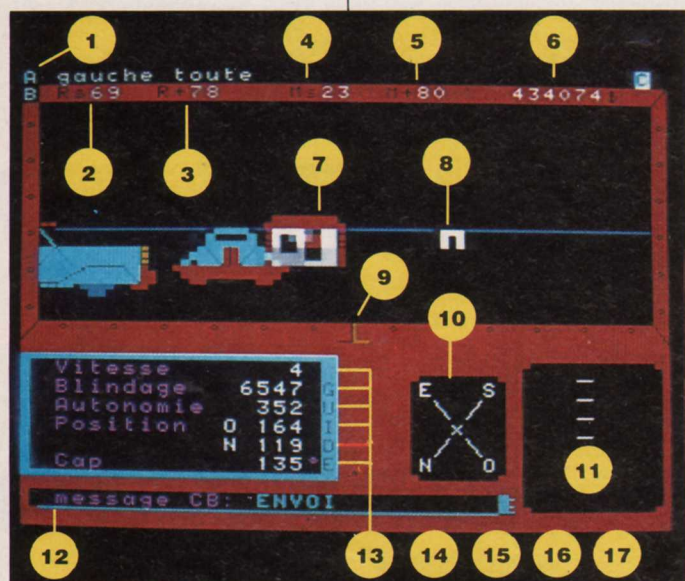 1
4
5
6
A gauche toute
C
B R≤69 R+78 M≤23 M+80 434074$
2
3
7
8
9
10
Vitesse 4
Blindage 6547
Autonomie 352
Position O 164
N 119
Cap 135°
GUIDE
E S
N O
11
message CB: ENVOI
12
13
14
15
16
17